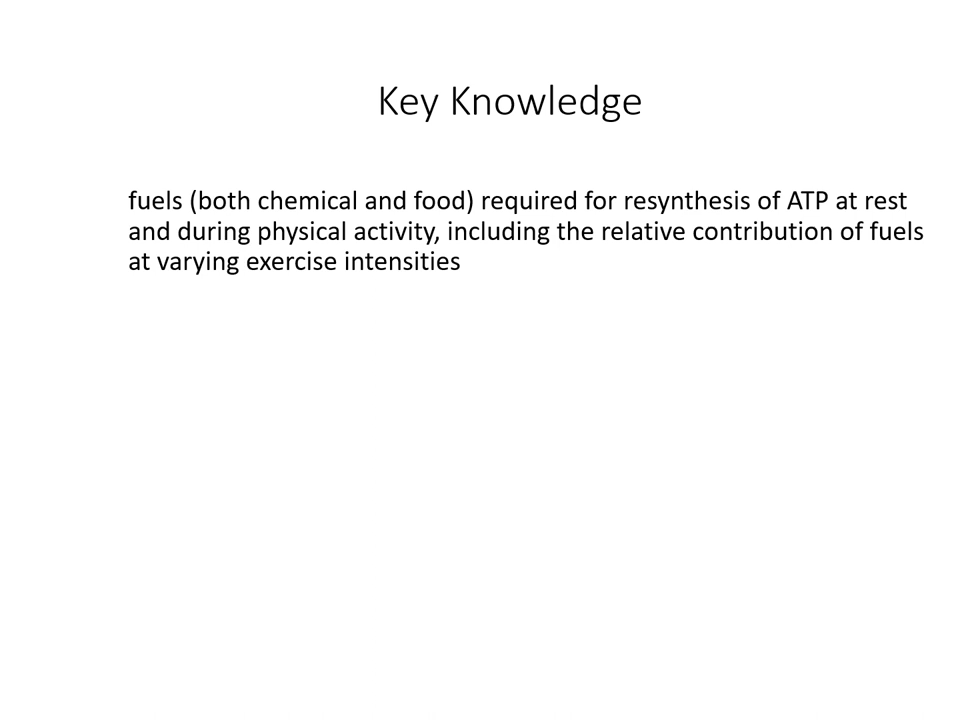 Key Knowledge
fuels (both chemical and food) required for resynthesis of ATP at rest
and during physical activity, including the relative contribution of fuels
at varying exercise intensities